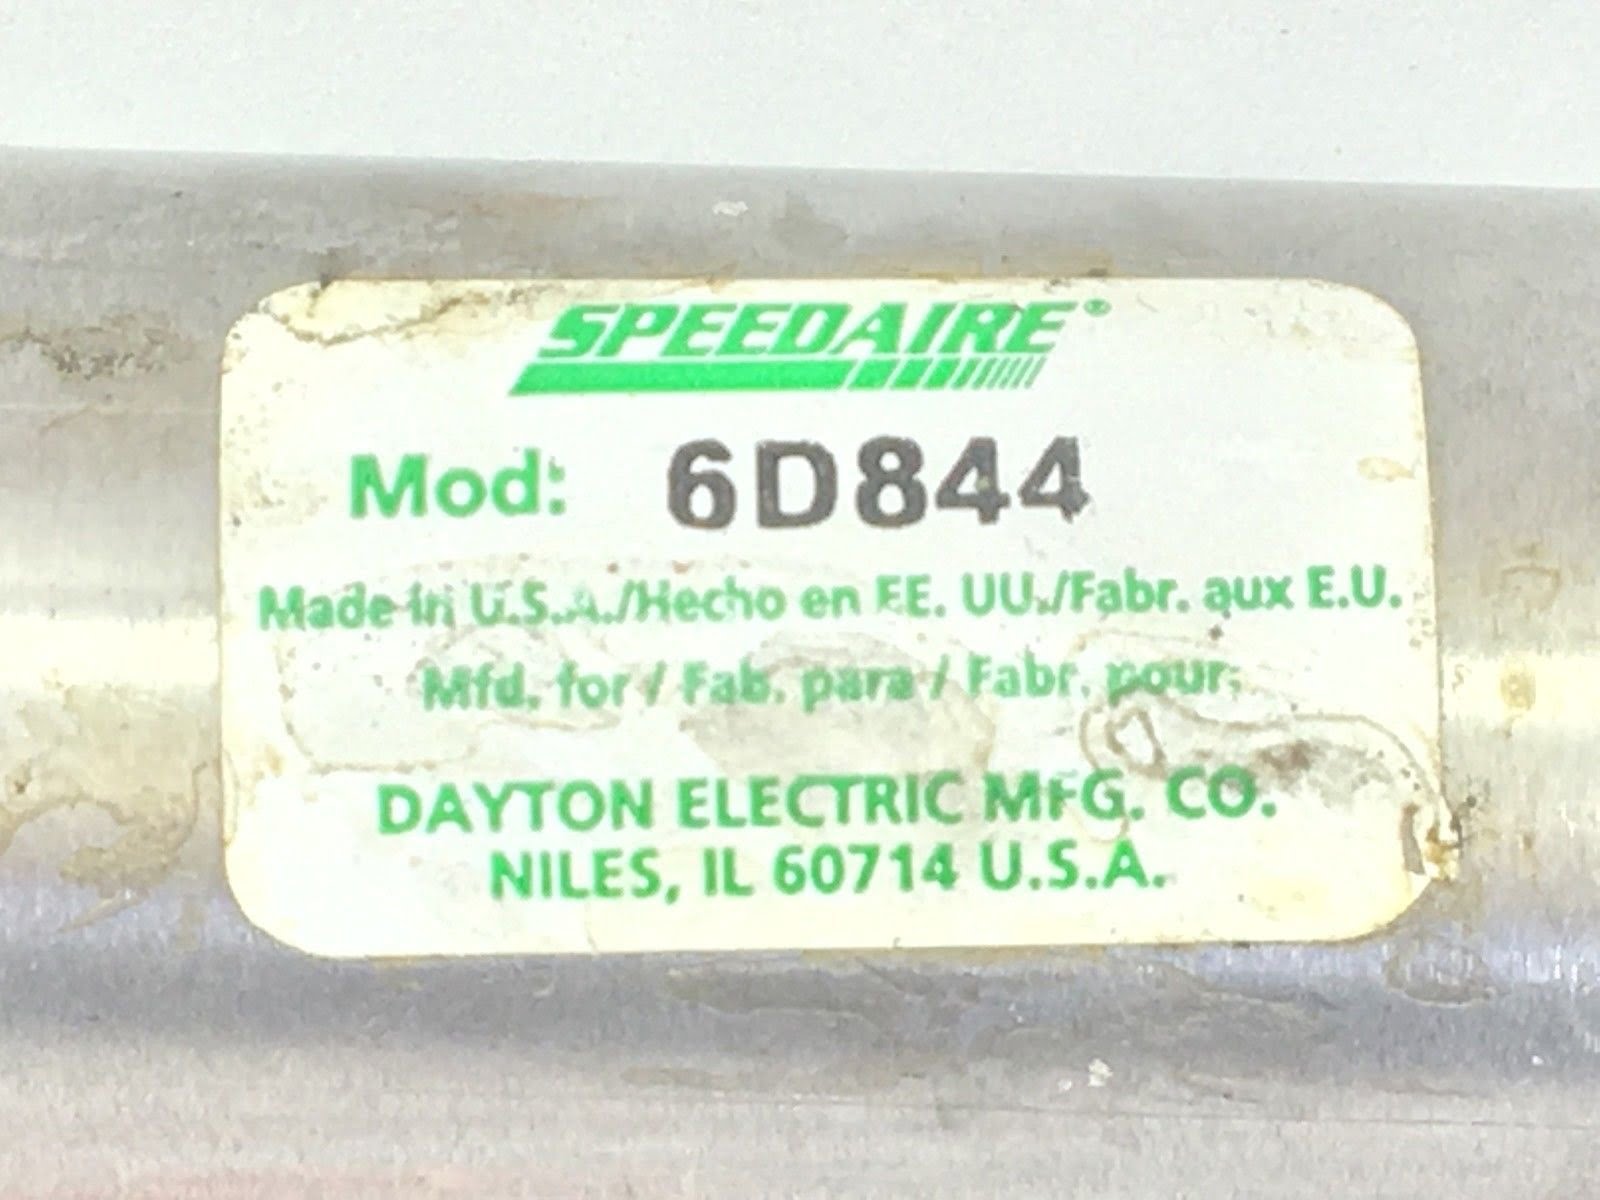 SPEEDAIRE®
Mod: 6D844
Made in U.S.A./Hecho en EE. UU./Fabr. aux E.U.
Mfd. for / Fab. para / Fabr. pour:
DAYTON ELECTRIC MFG. CO.
NILES, IL 60714 U.S.A.